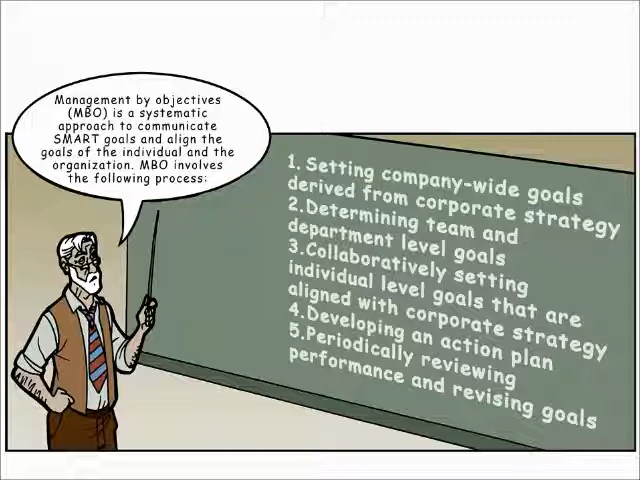 Management by objectives
(MBO) is a systematic
approach to communicate
SMART goals and align the
goals of the individual and the
organization. MBO involves
the following process:
1. Setting company-wide goals
derived from corporate strategy
2.Determining team and
department level goals
3.Collaboratively setting
individual level goals that are
aligned with corporate strategy
4.Developing an action plan
5.Periodically reviewing
performance and revising goals